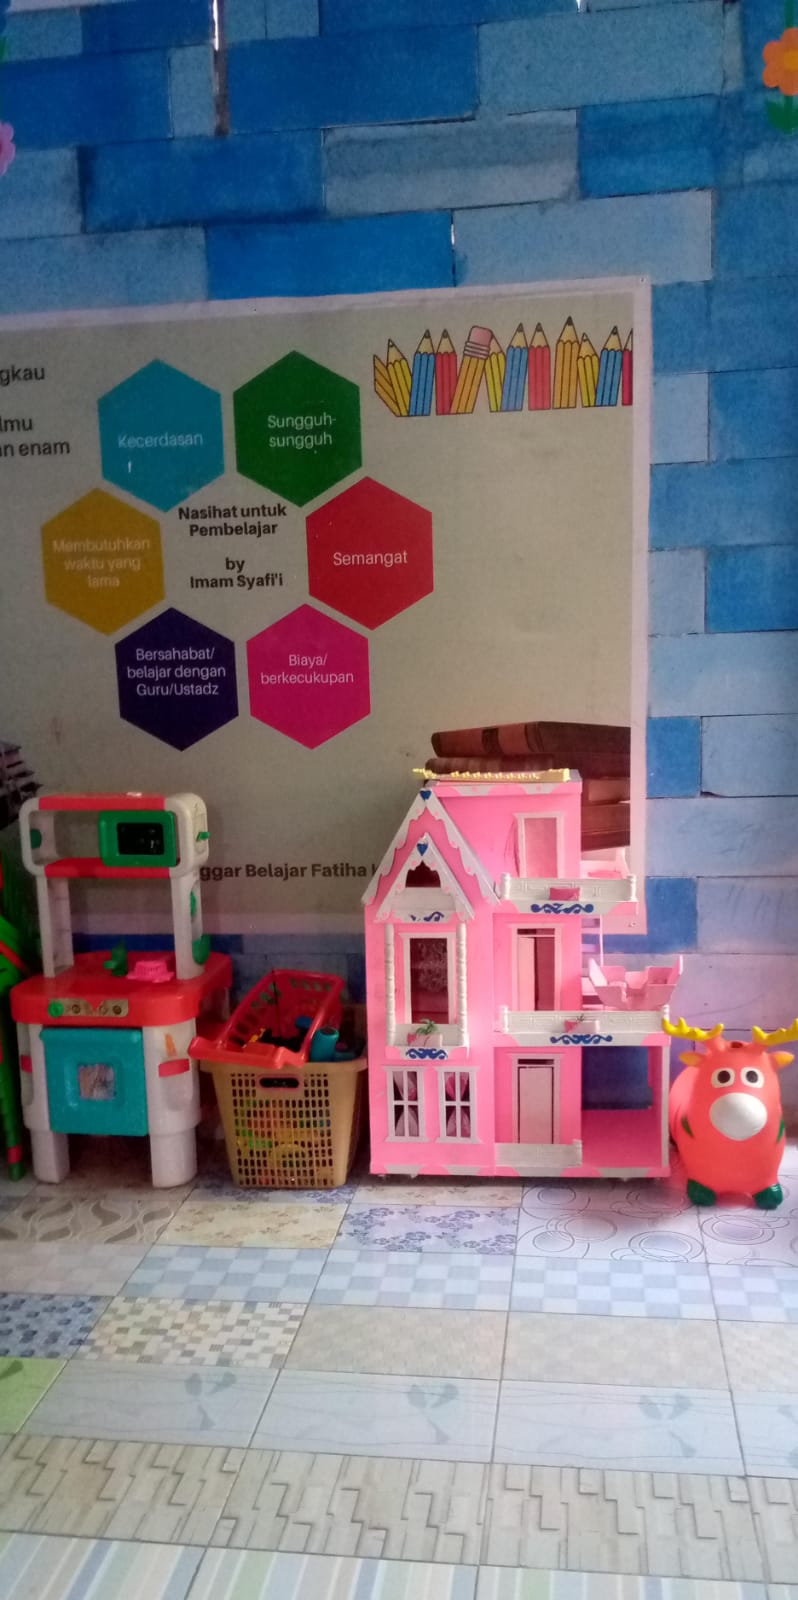 gkau
lmu
n enam
Kecerdasan
Sungguh-
sungguh
Nasihat untuk
Pembelajar
by
Imam Syafi'i
Membutuhkan
waktu yang
lama
Semangat
Bersahabat/
belajar dengan
Guru/Ustadz
Biaya/
berkecukupan
ggar Belajar Fatiha